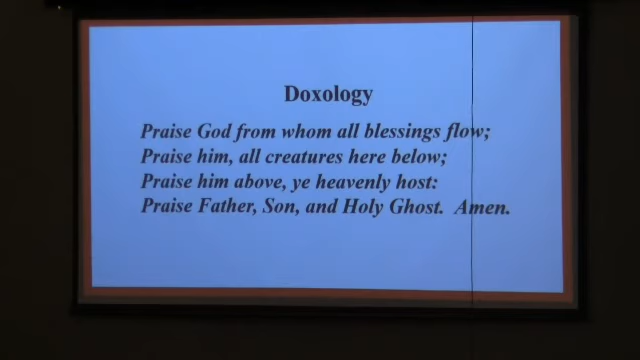 Doxology
Praise God from whom all blessings flow;
Praise him, all creatures here below;
Praise him above, ye heavenly host:
Praise Father, Son, and Holy Ghost.  Amen.